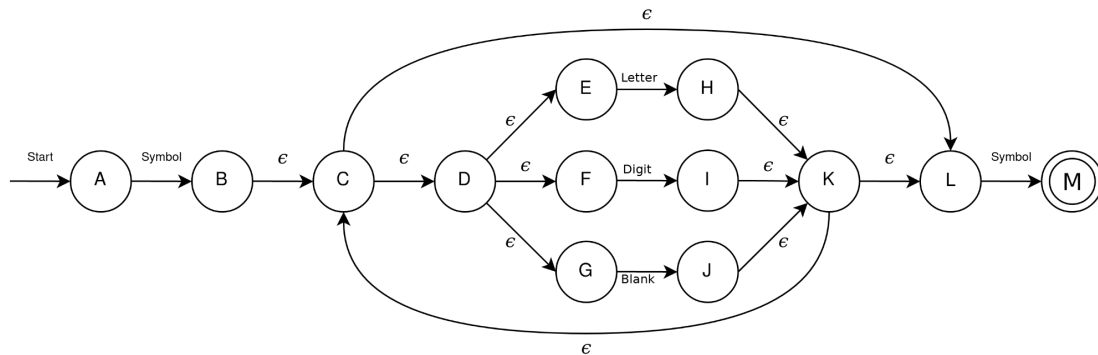 ϵ
E Letter H
ϵ ϵ
Start A Symbol B ϵ C ϵ D ϵ F Digit I ϵ K ϵ L Symbol M
ϵ ϵ
G Blank J
ϵ